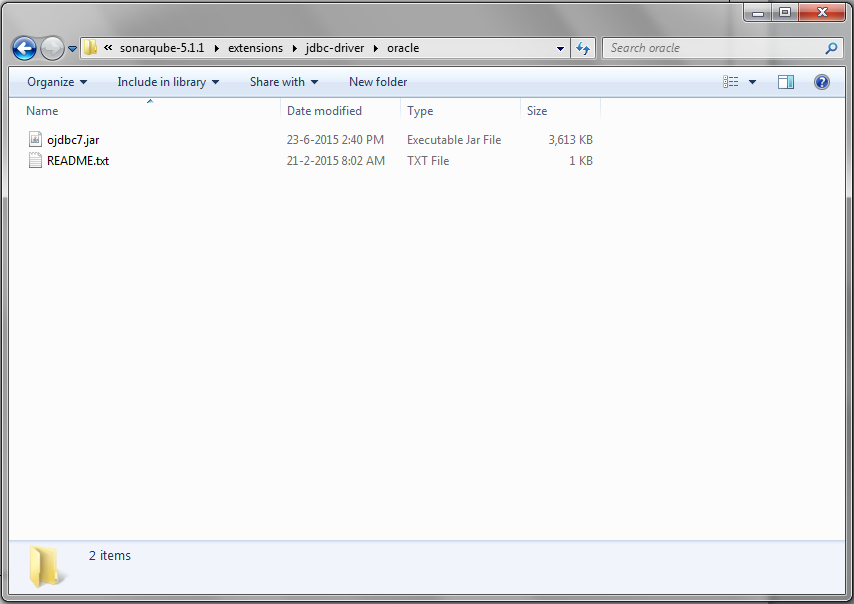 « sonarqube-5.1.1 extensions jdbc-driver oracle Search oracle
Organize Include in library Share with New folder
Name Date modified Type Size
ojdbc7.jar 23-6-2015 2:40 PM Executable Jar File 3,613 KB
README.txt 21-2-2015 8:02 AM TXT File 1 KB
2 items